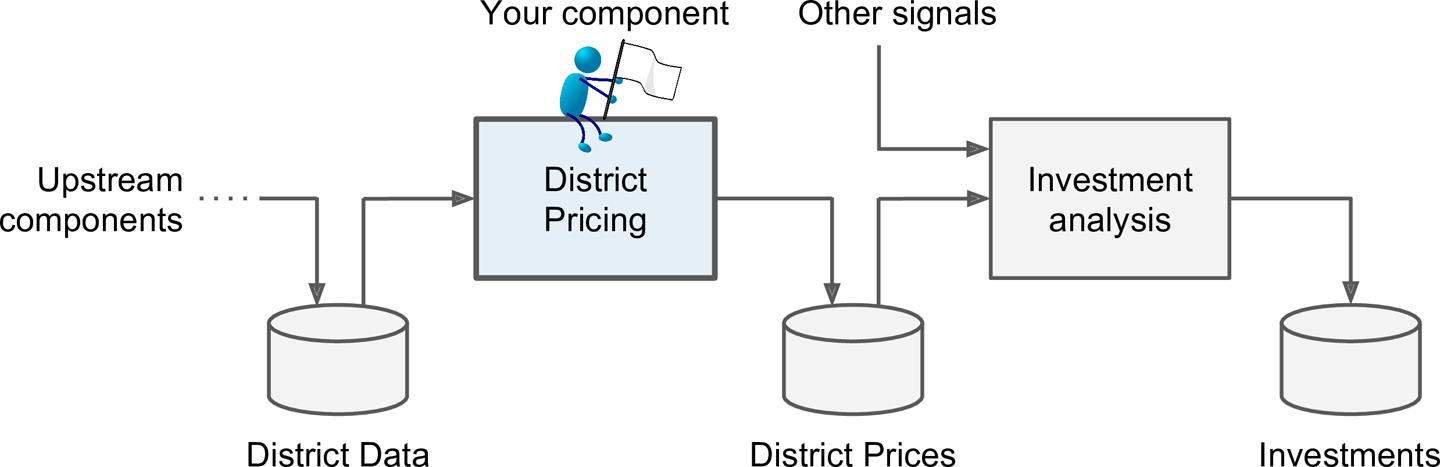 Your component
Other signals
Upstream
components
District
Pricing
Investment
analysis
District Data
District Prices
Investments